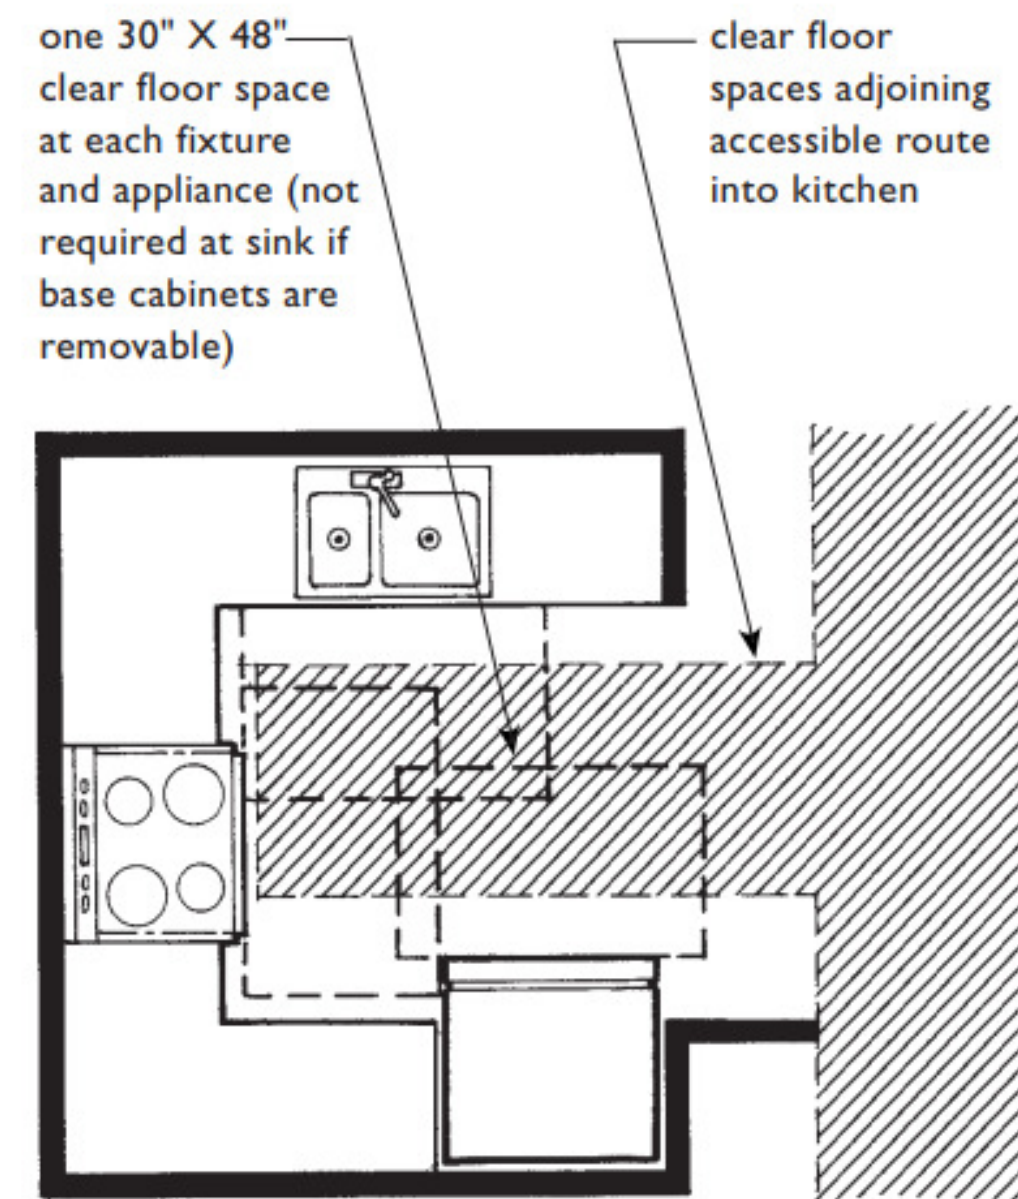 one 30" X 48"
clear floor space
at each fixture
and appliance (not
required at sink if
base cabinets are
removable)
clear floor
spaces adjoining
accessible route
into kitchen